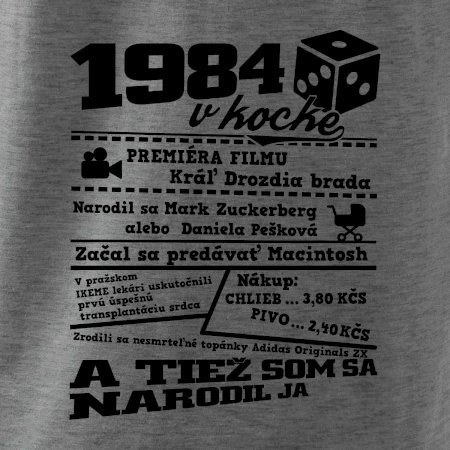 1984
v kocke
PREMIÉRA FILMU
Kráľ Drozdia brada
Narodil sa Mark Zuckerberg
alebo Daniela Pešková
Začal sa predávať Macintosh
V pražskom
IKEME lekári uskutočnili
prvú úspešnú
transplantáciu srdca
Nákup:
CHLIEB ... 3,80 KČS
PIVO ... 2,40 KČS
Zrodili sa nesmrteľné topánky Adidas Originals ZX
A TIEŽ SOM SA
NARODIL JA